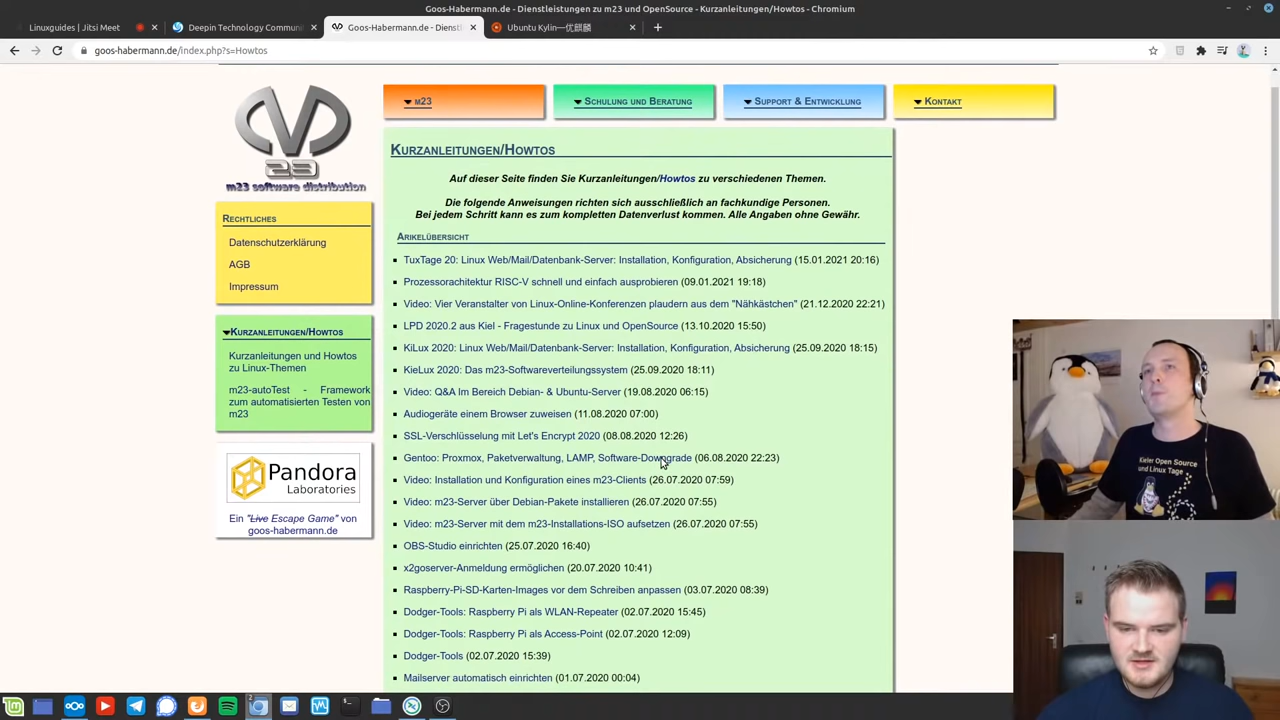 Goos-Habermann.de - Dienstleistungen zu m23 und OpenSource - Kurzanleitungen/Howtos - Chromium
Linuxguides | Jitsi Meet
Deepin Technology Communi
Goos-Habermann.de - Dienstl
Ubuntu Kylin—优麒麟
goos-habermann.de/index.php?s=Howtos
m23
Schulung und Beratung
Support & Entwicklung
Kontakt
23
m23 software distribution
Rechtliches
Datenschutzerklärung
AGB
Impressum
Kurzanleitungen/Howtos
Kurzanleitungen und Howtos
zu Linux-Themen
m23-autoTest - Framework
zum automatisierten Testen von
m23
Pandora
Laboratories
Ein "Live Escape Game" von
goos-habermann.de
Kurzanleitungen/Howtos
Auf dieser Seite finden Sie Kurzanleitungen/Howtos zu verschiedenen Themen.
Die folgende Anweisungen richten sich ausschließlich an fachkundige Personen.
Bei jedem Schritt kann es zum kompletten Datenverlust kommen. Alle Angaben ohne Gewähr.
Arikelübersicht
TuxTage 20: Linux Web/Mail/Datenbank-Server: Installation, Konfiguration, Absicherung (15.01.2021 20:16)
Prozessorachitektur RISC-V schnell und einfach ausprobieren (09.01.2021 19:18)
Video: Vier Veranstalter von Linux-Online-Konferenzen plaudern aus dem "Nähkästchen" (21.12.2020 22:21)
LPD 2020.2 aus Kiel - Fragestunde zu Linux und OpenSource (13.10.2020 15:50)
KiLux 2020: Linux Web/Mail/Datenbank-Server: Installation, Konfiguration, Absicherung (25.09.2020 18:15)
KieLux 2020: Das m23-Softwareverteilungssystem (25.09.2020 18:11)
Video: Q&A Im Bereich Debian- & Ubuntu-Server (19.08.2020 06:15)
Audiogeräte einem Browser zuweisen (11.08.2020 07:00)
SSL-Verschlüsselung mit Let's Encrypt 2020 (08.08.2020 12:26)
Gentoo: Proxmox, Paketverwaltung, LAMP, Software-Downgrade (06.08.2020 22:23)
Video: Installation und Konfiguration eines m23-Clients (26.07.2020 07:59)
Video: m23-Server über Debian-Pakete installieren (26.07.2020 07:55)
Video: m23-Server mit dem m23-Installations-ISO aufsetzen (26.07.2020 07:55)
OBS-Studio einrichten (25.07.2020 16:40)
x2goserver-Anmeldung ermöglichen (20.07.2020 10:41)
Raspberry-Pi-SD-Karten-Images vor dem Schreiben anpassen (03.07.2020 08:39)
Dodger-Tools: Raspberry Pi als WLAN-Repeater (02.07.2020 15:45)
Dodger-Tools: Raspberry Pi als Access-Point (02.07.2020 12:09)
Dodger-Tools (02.07.2020 15:39)
Mailserver automatisch einrichten (01.07.2020 00:04)
Kieler Open Source
und Linux Tage
2